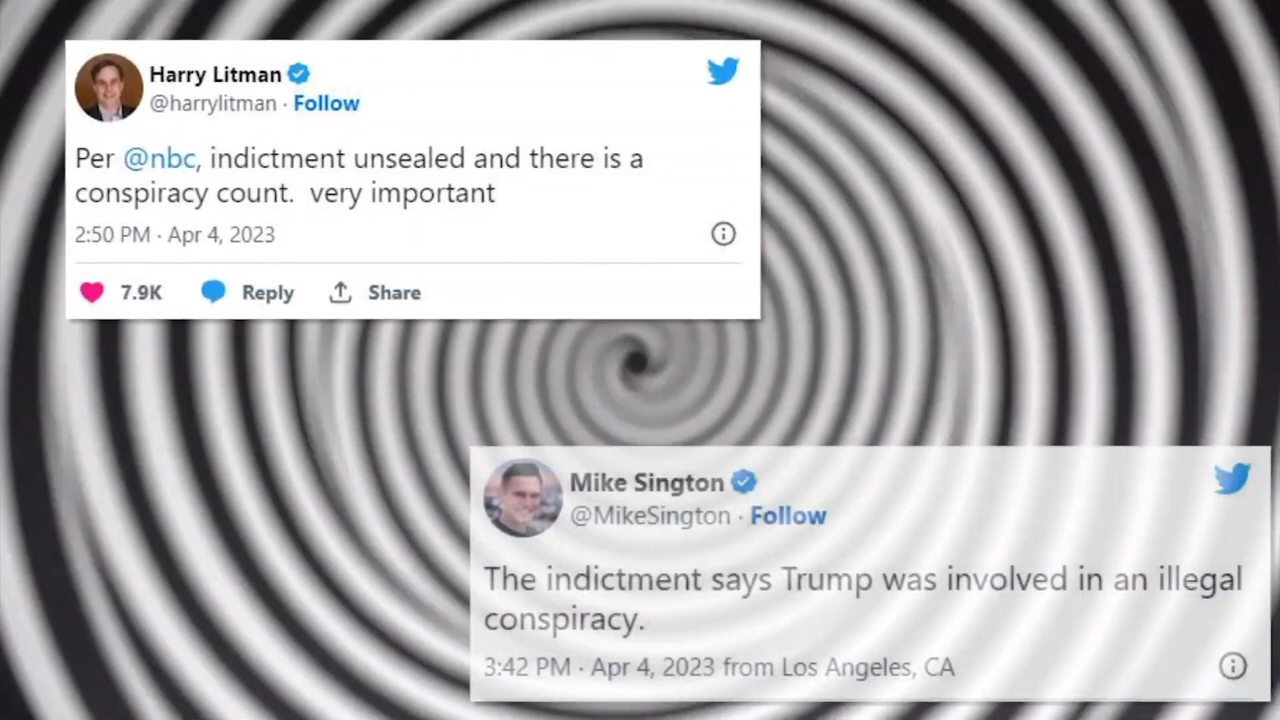 Harry Litman
@harrylitman · Follow
Per @nbc, indictment unsealed and there is a
conspiracy count.  very important
2:50 PM · Apr 4, 2023
7.9K Reply Share
Mike Sington
@MikeSington · Follow
The indictment says Trump was involved in an illegal
conspiracy.
3:42 PM · Apr 4, 2023 from Los Angeles, CA